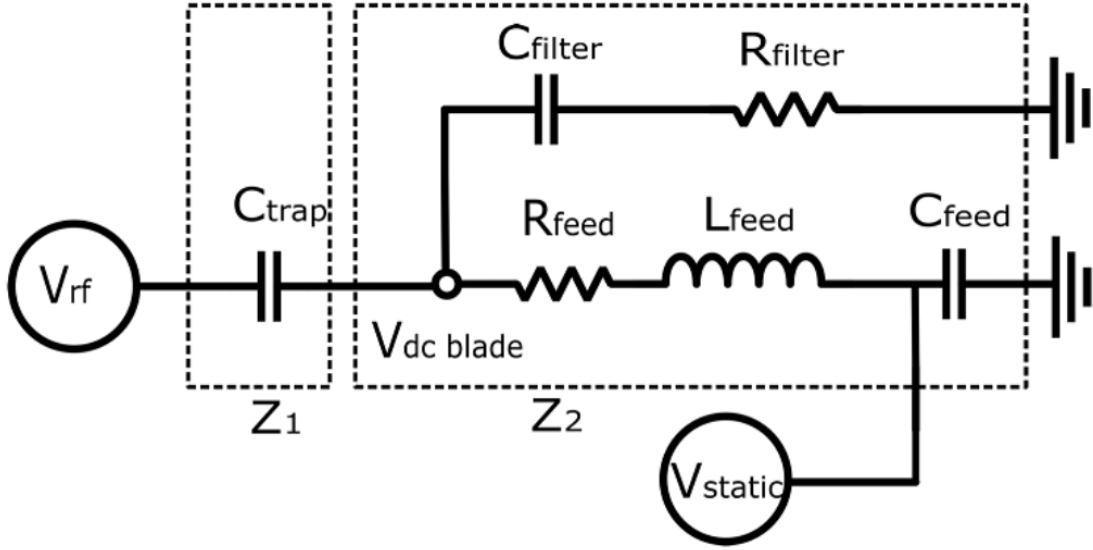 Cfilter
Rfilter
Ctrap
Rfeed
Lfeed
Cfeed
Vrf
Vdc blade
Z1
Z2
Vstatic